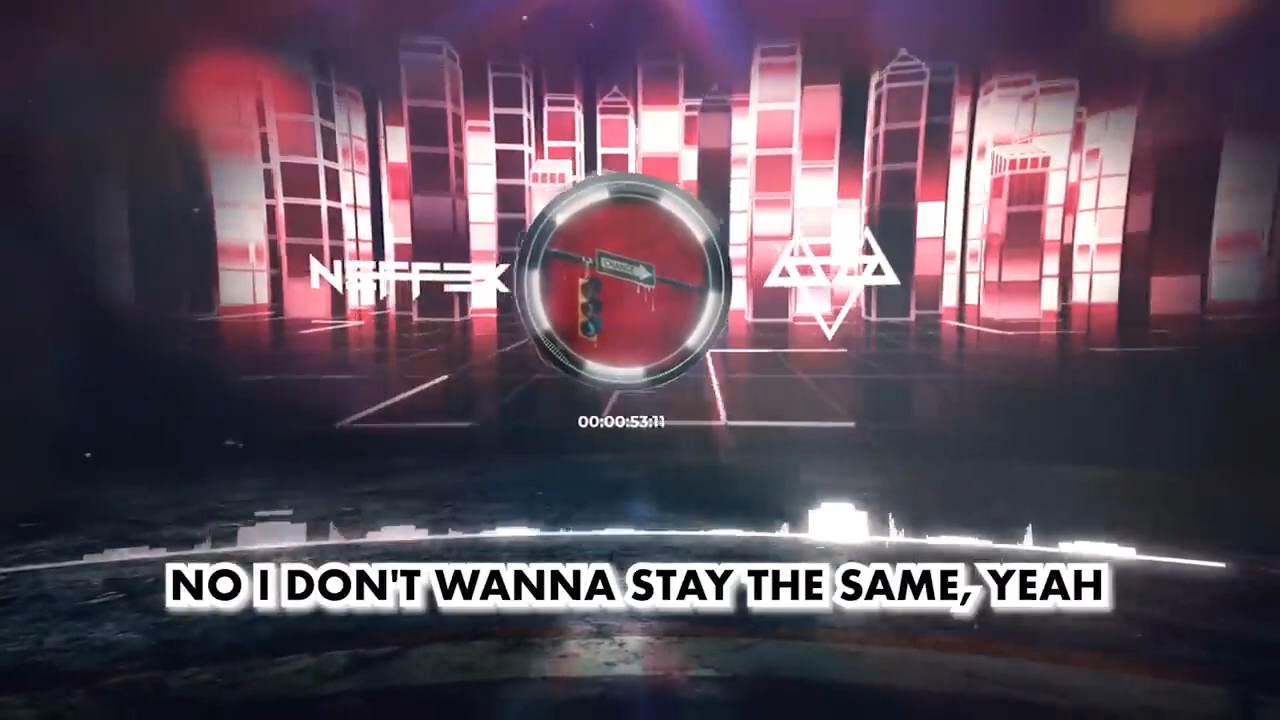 NEFFEX
CHANGE
00:00:53:11
NO I DON'T WANNA STAY THE SAME, YEAH